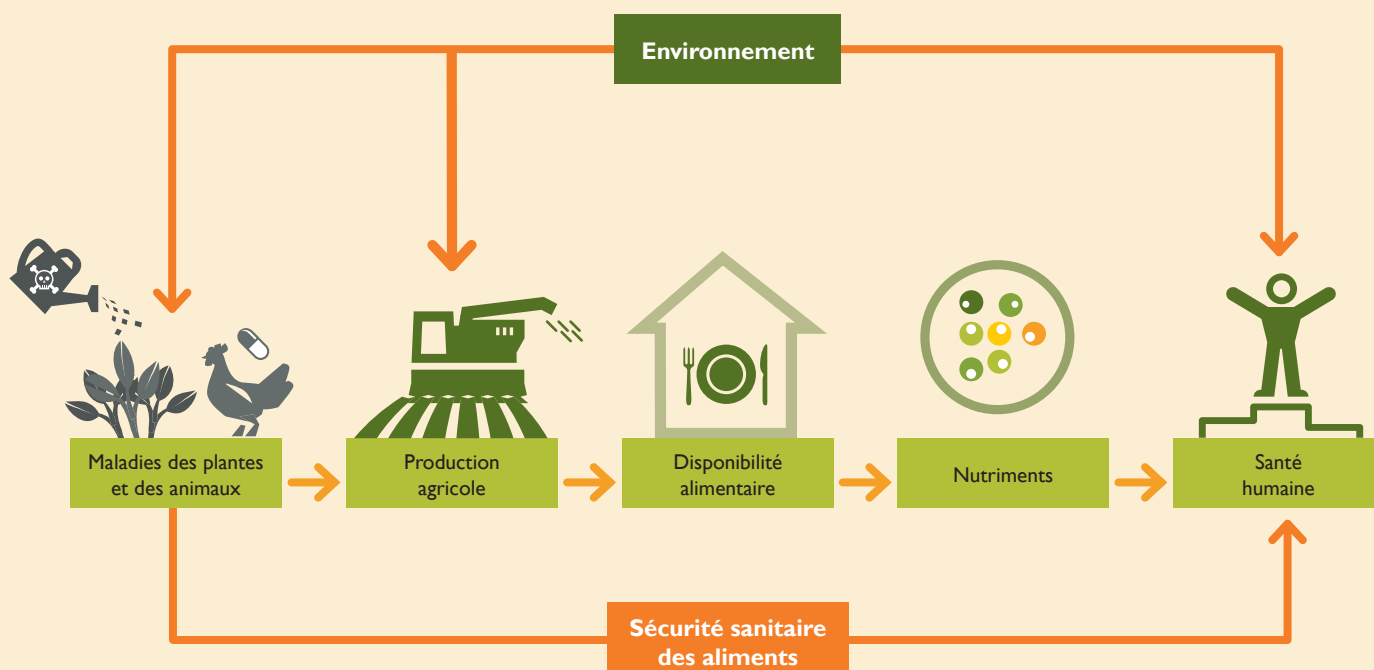 Environnement
Maladies des plantes
et des animaux
Production
agricole
Disponibilité
alimentaire
Nutriments
Santé
humaine
Sécurité sanitaire
des aliments